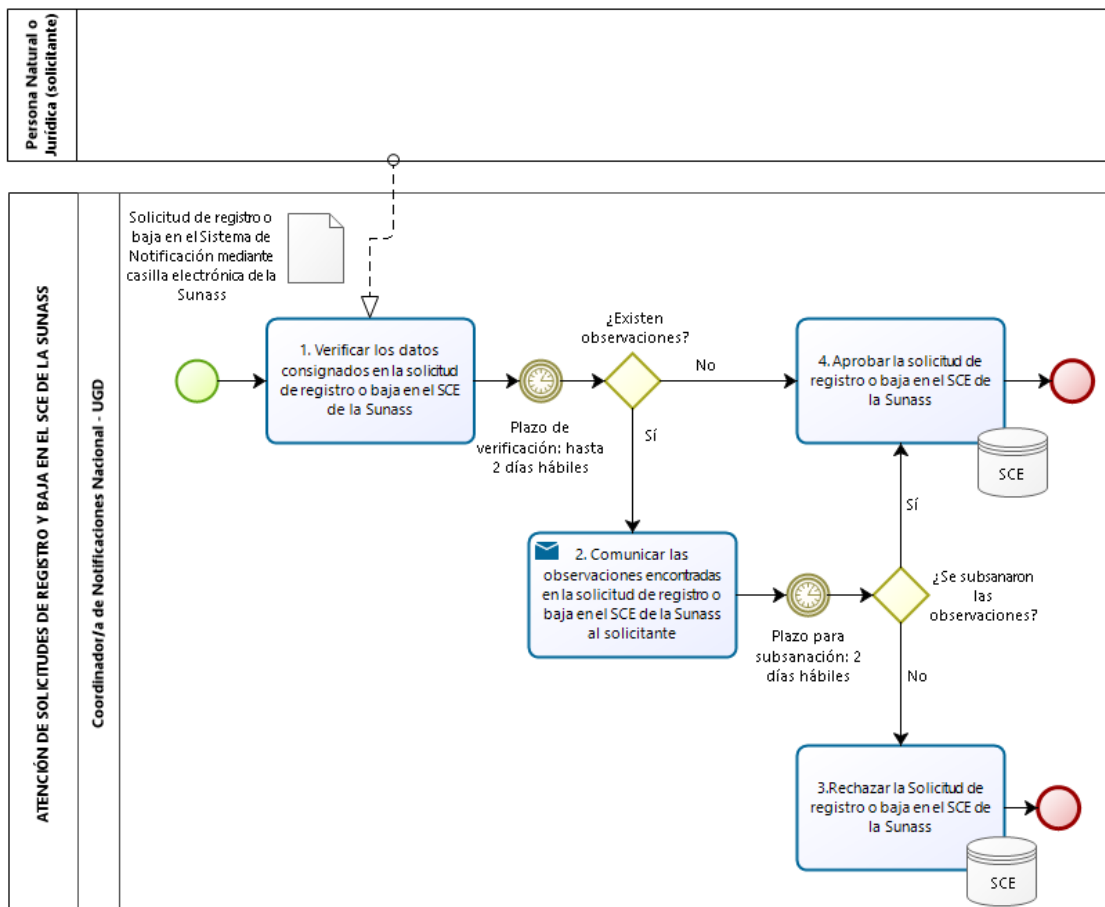 Persona Natural o
Jurídica (solicitante)
ATENCIÓN DE SOLICITUDES DE REGISTRO Y BAJA EN EL SCE DE LA SUNASS
Coordinador/a de Notificaciones Nacional - UGD
Solicitud de registro o
baja en el Sistema de
Notificación mediante
casilla electrónica de la
Sunass
1. Verificar los datos
consignados en la solicitud
de registro o baja en el SCE
de la Sunass
Plazo de
verificación: hasta
2 días hábiles
¿Existen
observaciones?
No
Sí
4. Aprobar la solicitud de
registro o baja en el SCE de
la Sunass
SCE
2. Comunicar las
observaciones encontradas
en la solicitud de registro o
baja en el SCE de la Sunass
al solicitante
Plazo para
subsanación: 2
días hábiles
Sí
¿Se subsanaron
las
observaciones?
No
3.Rechazar la Solicitud de
registro o baja en el SCE de
la Sunass
SCE